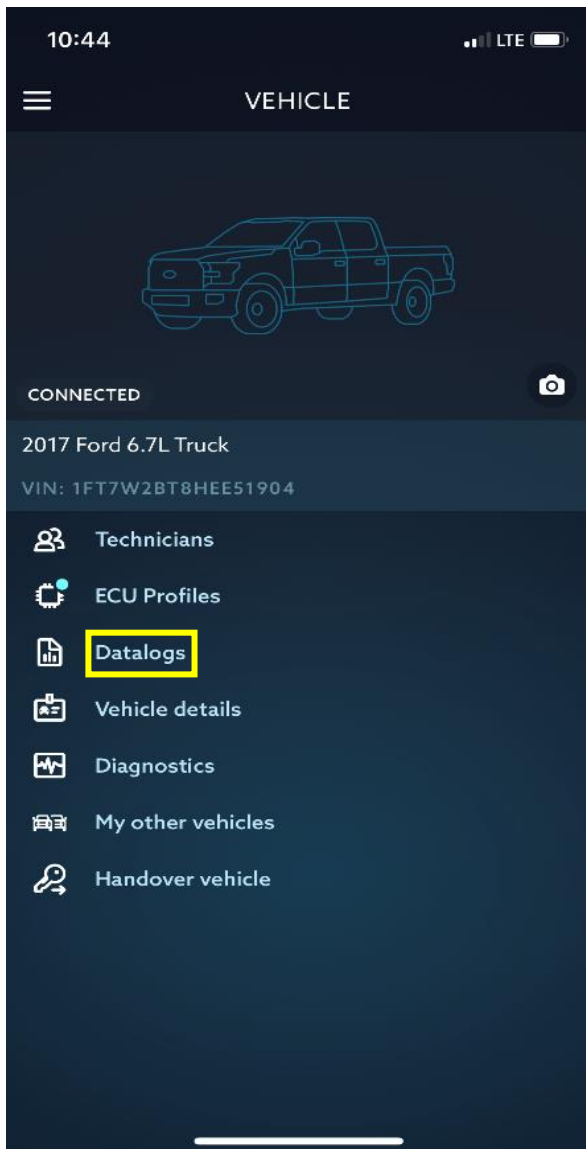 10:44
LTE
VEHICLE
CONNECTED
2017 Ford 6.7L Truck
VIN: 1FT7W2BT8HEE51904
Technicians
ECU Profiles
Datalogs
Vehicle details
Diagnostics
My other vehicles
Handover vehicle